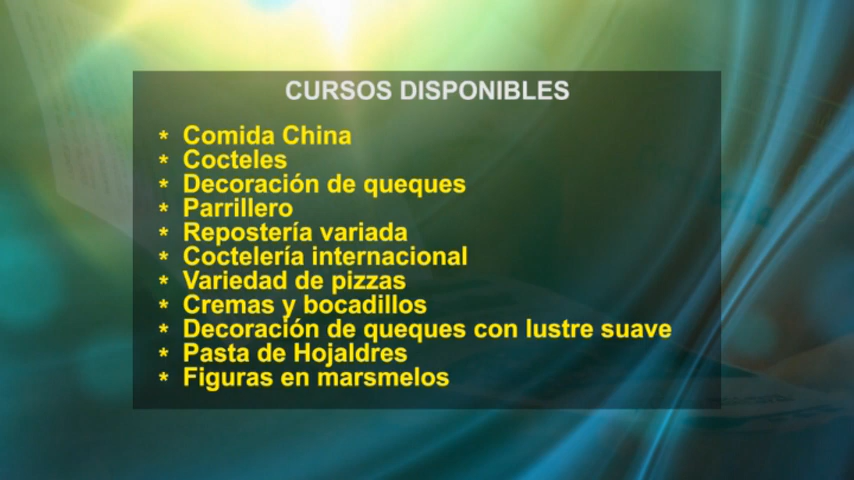 CURSOS DISPONIBLES
* Comida China
* Cocteles
* Decoración de queques
* Parrillero
* Repostería variada
* Coctelería internacional
* Variedad de pizzas
* Cremas y bocadillos
* Decoración de queques con lustre suave
* Pasta de Hojaldres
* Figuras en marsmelos